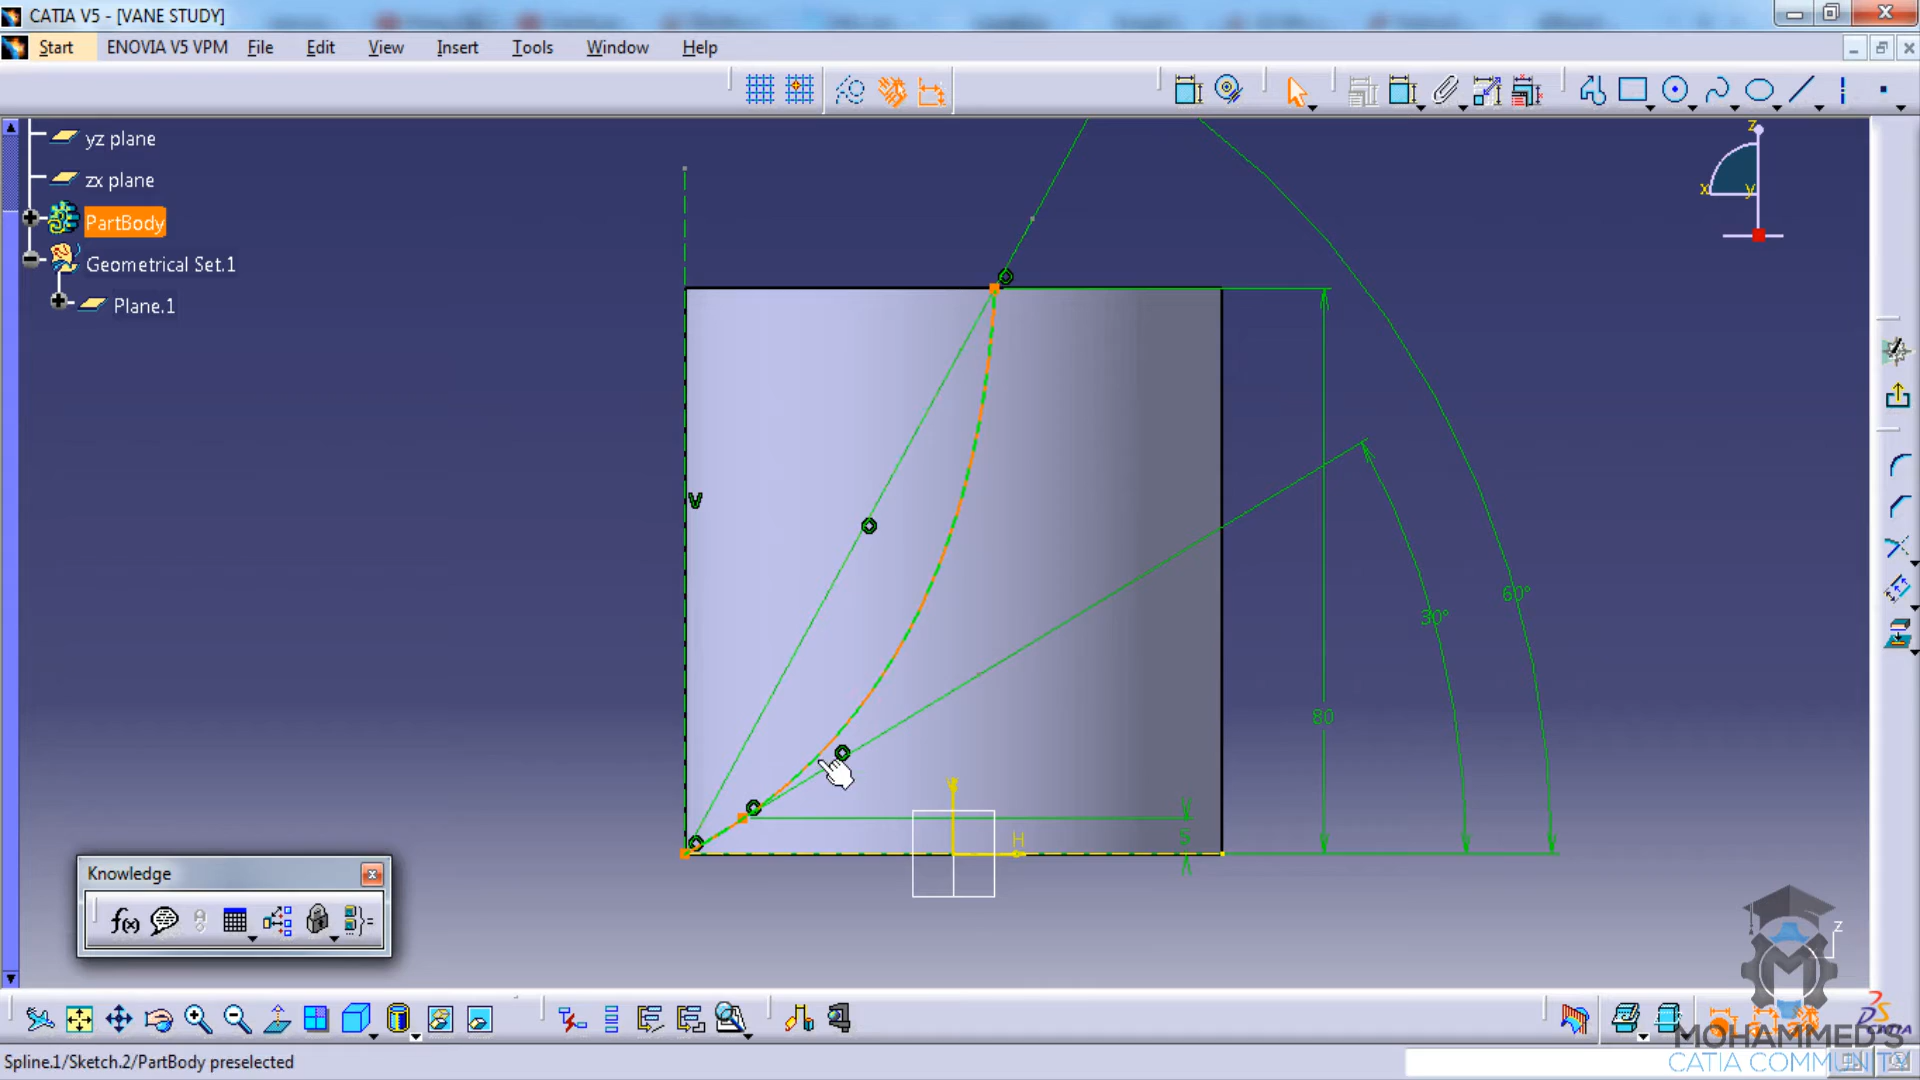 CATIA V5 - [VANE STUDY]
Start ENOVIA V5 VPM File Edit View Insert Tools Window Help
yz plane
zx plane
PartBody
Geometrical Set.1
Plane.1
z
x
y
V
60°
30°
80
V
5
H
Knowledge
f(x)
z
MOHAMMED'S
CATIA COMMUNITY
CATIA
Spline.1/Sketch.2/PartBody preselected